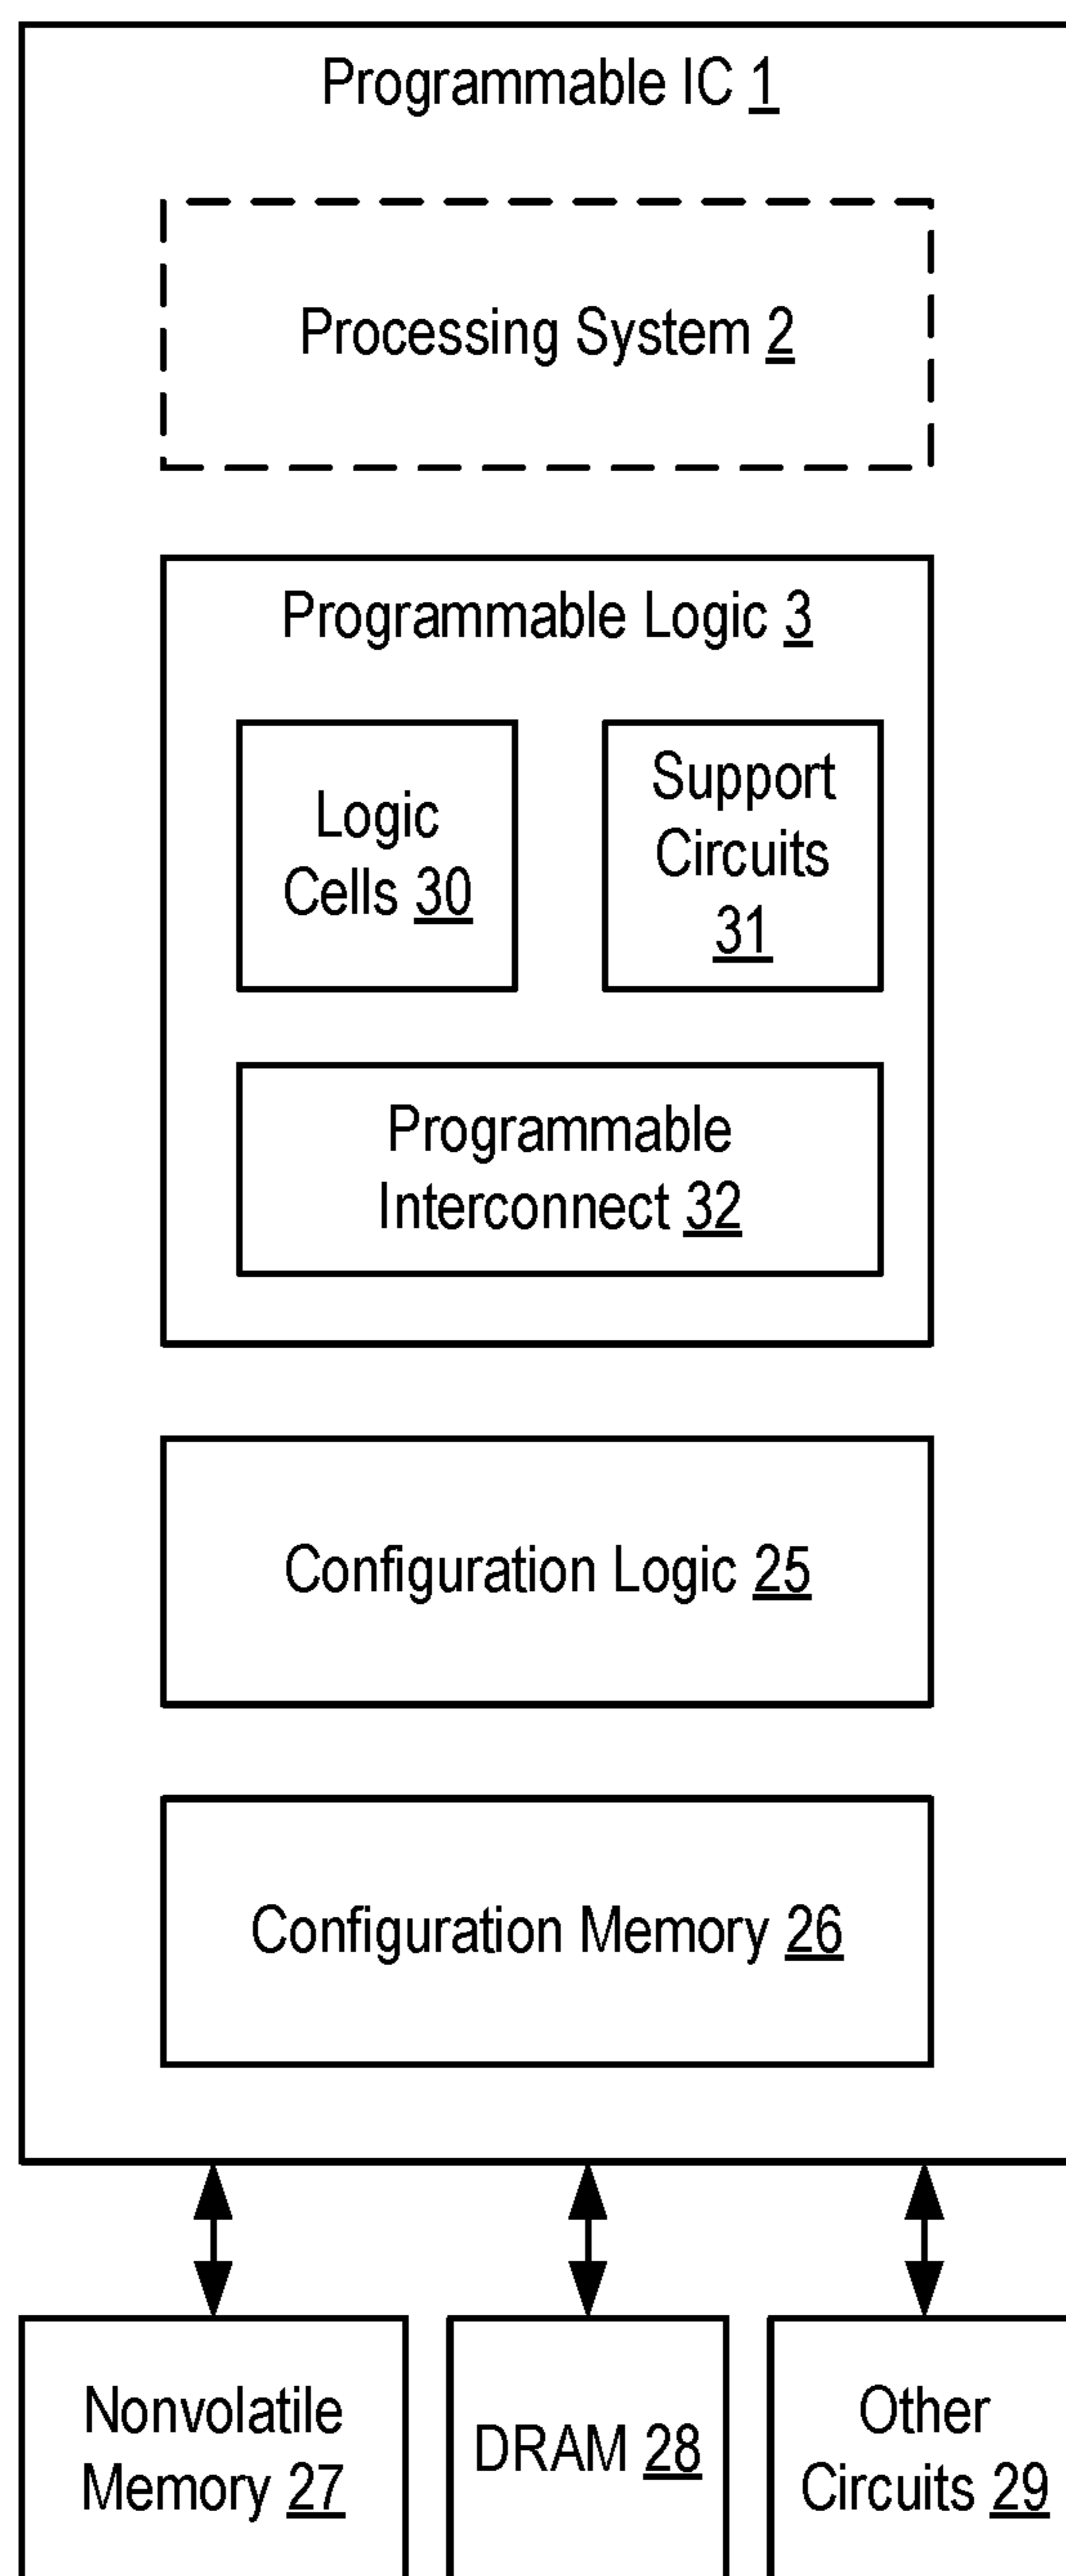 Programmable IC 1
Processing System 2
Programmable Logic 3
Logic
Cells 30
Support
Circuits
31
Programmable
Interconnect 32
Configuration Logic 25
Configuration Memory 26
Nonvolatile
Memory 27
DRAM 28
Other
Circuits 29